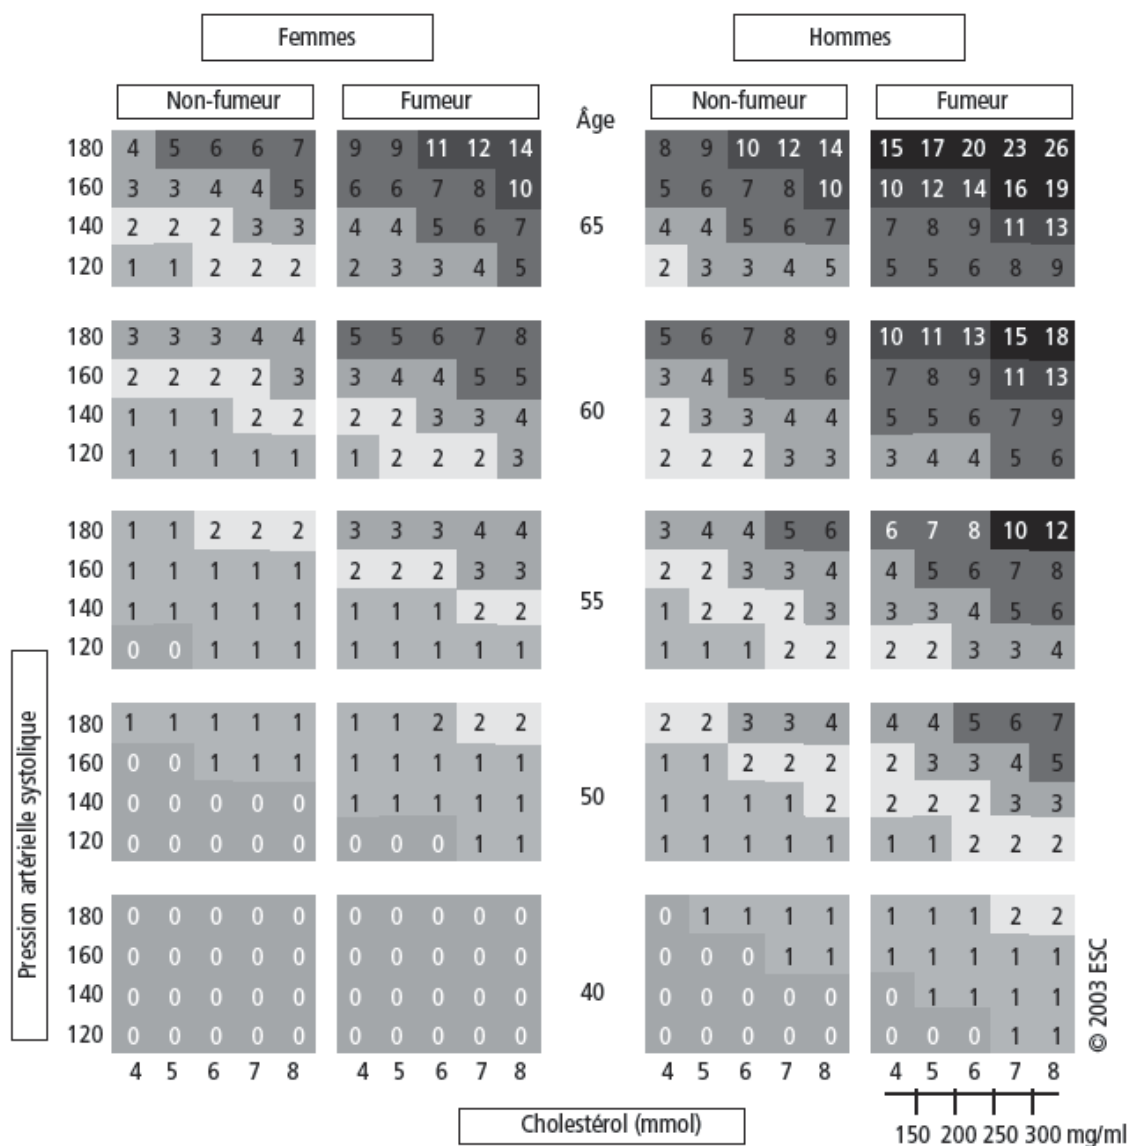 Femmes Hommes
Non-fumeur Fumeur Âge Non-fumeur Fumeur
180 4 5 6 6 7 9 9 11 12 14 8 9 10 12 14 15 17 20 23 26
160 3 3 4 4 5 6 6 7 8 10 5 6 7 8 10 10 12 14 16 19
65
140 2 2 2 3 3 4 4 5 6 7 4 4 5 6 7 7 8 9 11 13
120 1 1 2 2 2 2 3 3 4 5 2 3 3 4 5 5 5 6 8 9
180 3 3 3 4 4 5 5 6 7 8 5 6 7 8 9 10 11 13 15 18
160 2 2 2 2 3 3 4 4 5 5 3 4 5 5 6 7 8 9 11 13
60
140 1 1 1 2 2 2 2 3 3 4 2 3 3 4 4 5 5 6 7 9
120 1 1 1 1 1 1 2 2 2 3 2 2 2 3 3 3 4 4 5 6
180 1 1 2 2 2 3 3 3 4 4 3 4 4 5 6 6 7 8 10 12
160 1 1 1 1 1 2 2 2 3 3 2 2 3 3 4 4 5 6 7 8
55
140 1 1 1 1 1 1 1 1 2 2 1 2 2 2 3 3 3 4 5 6
120 0 0 1 1 1 1 1 1 1 1 1 1 1 2 2 2 2 3 3 4
180 1 1 1 1 1 1 1 2 2 2 2 2 3 3 4 4 4 5 6 7
160 0 0 1 1 1 1 1 1 1 1 1 1 2 2 2 2 3 3 4 5
50
140 0 0 0 0 0 1 1 1 1 1 1 1 1 1 2 2 2 2 3 3
120 0 0 0 0 0 0 0 0 1 1 1 1 1 1 1 1 1 2 2 2
180 0 0 0 0 0 0 0 0 0 0 0 1 1 1 1 1 1 1 2 2
160 0 0 0 0 0 0 0 0 0 0 0 0 0 1 1 1 1 1 1 1
40
140 0 0 0 0 0 0 0 0 0 0 0 0 0 0 0 0 1 1 1 1
120 0 0 0 0 0 0 0 0 0 0 0 0 0 0 0 0 0 0 1 1
4 5 6 7 8 4 5 6 7 8 4 5 6 7 8 4 5 6 7 8
Pression artérielle systolique
© 2003 ESC
Cholestérol (mmol)
150 200 250 300 mg/ml